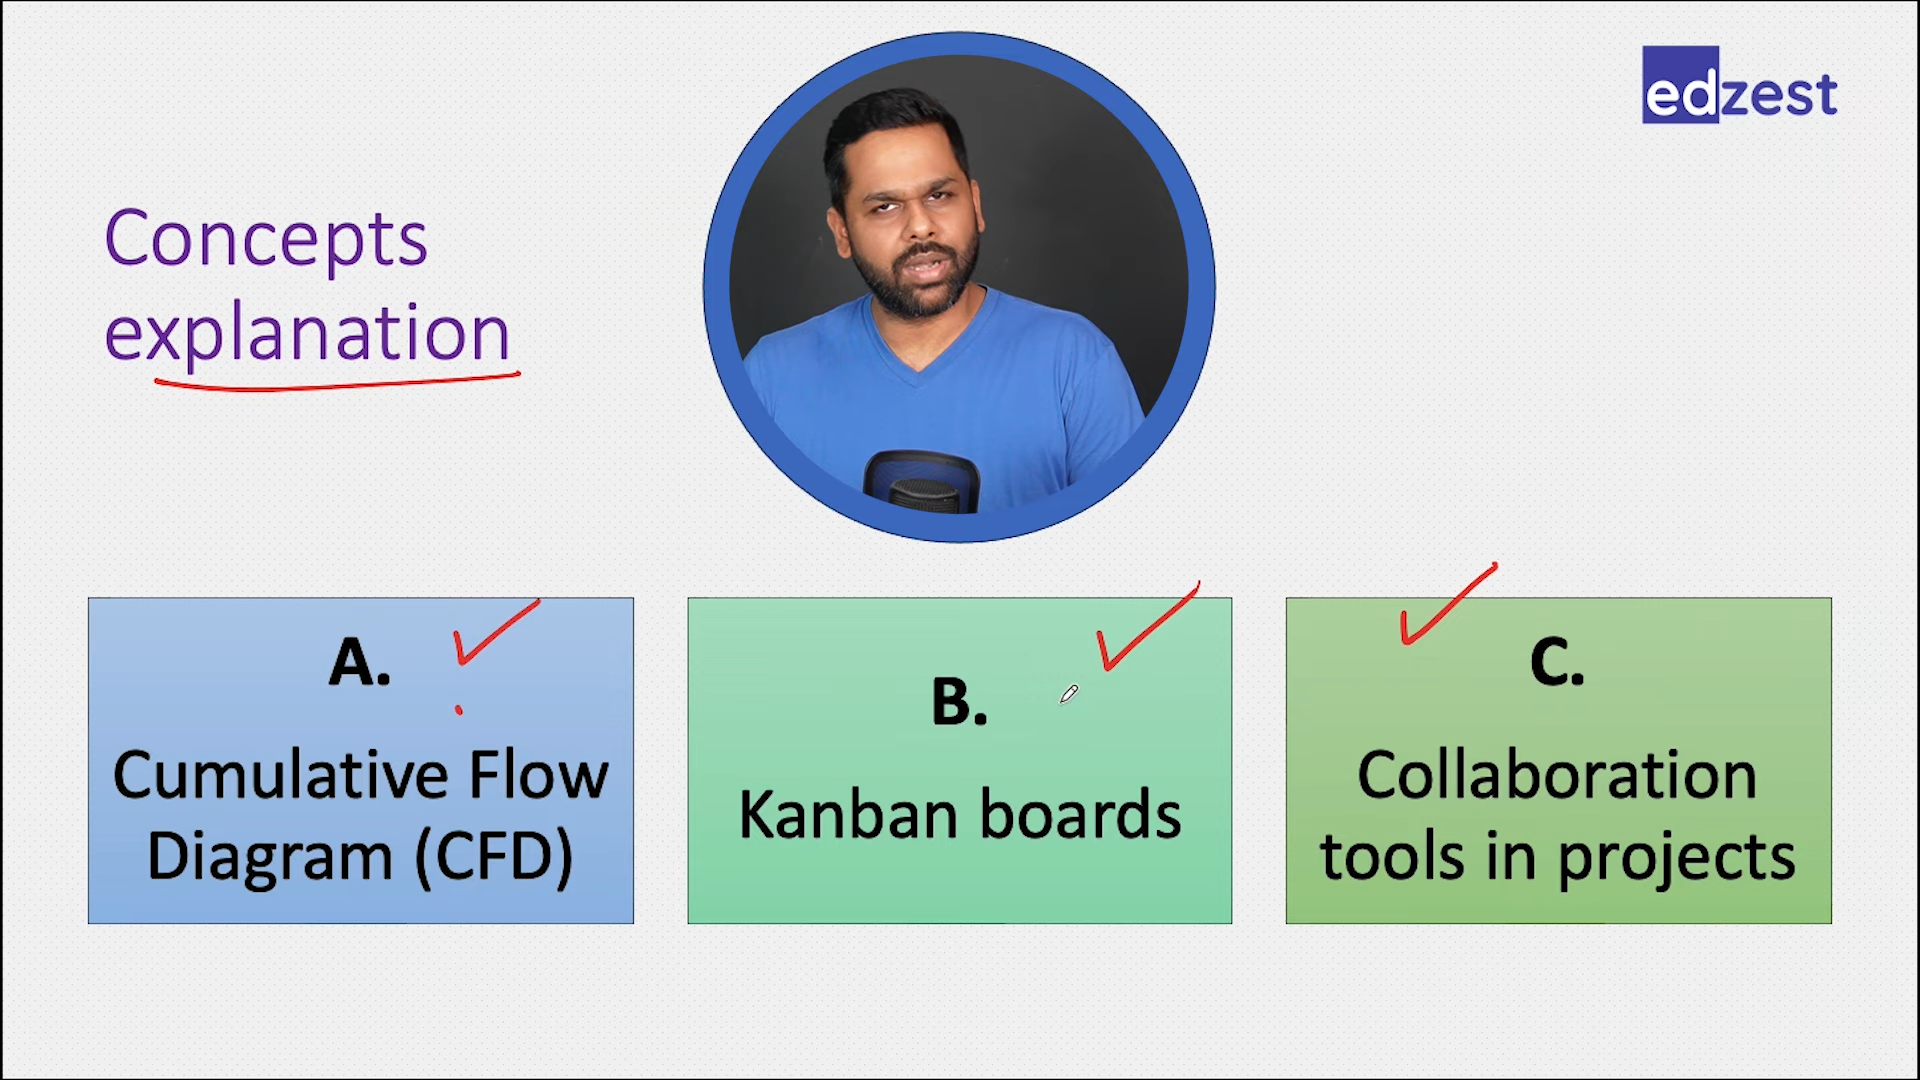 edzest
Concepts
explanation
A.
Cumulative Flow
Diagram (CFD)
B.
Kanban boards
C.
Collaboration
tools in projects